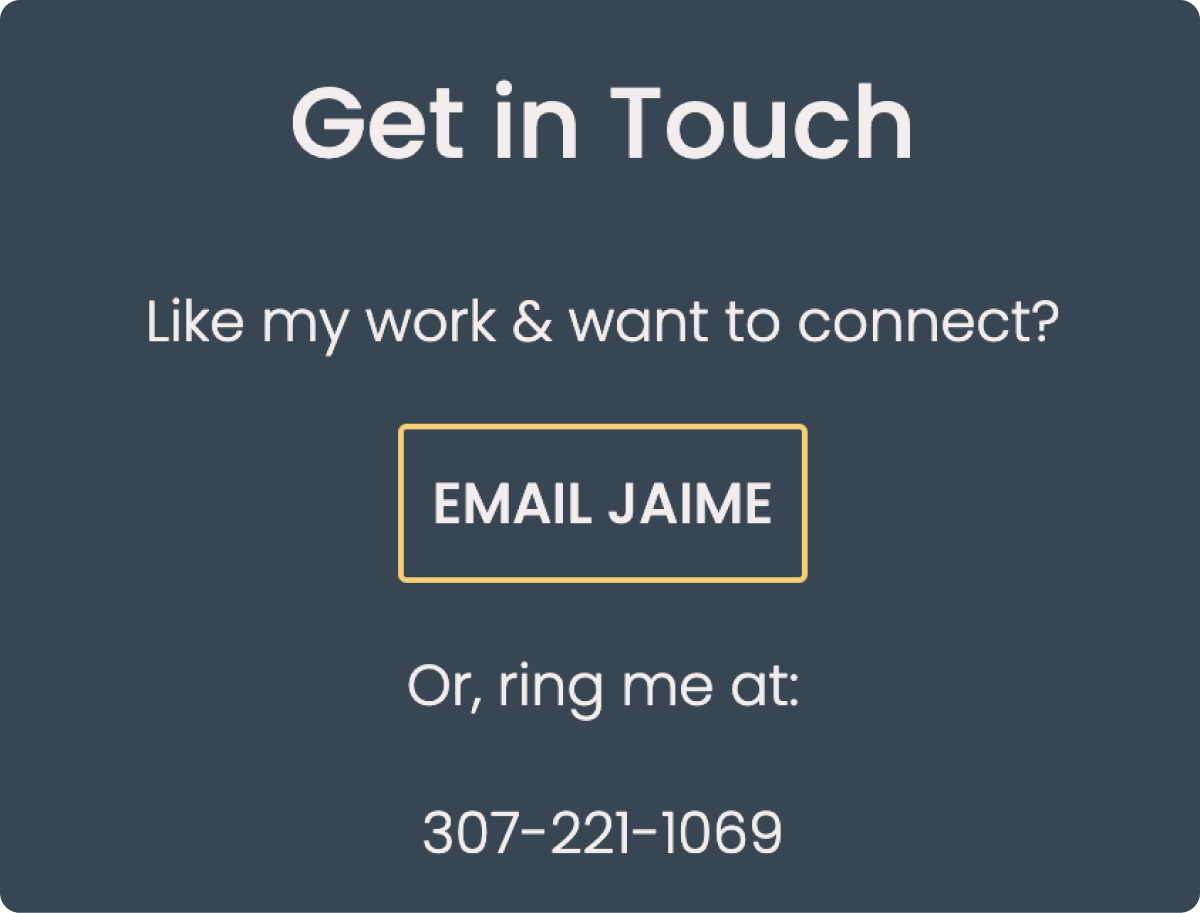 Get in Touch
Like my work & want to connect?
EMAIL JAIME
Or, ring me at:
307-221-1069